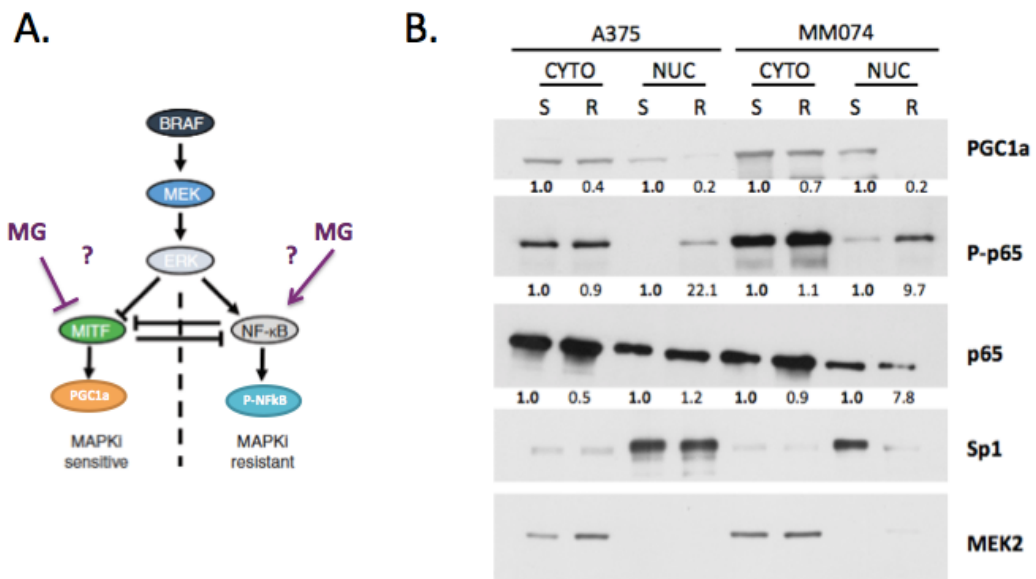 A.
BRAF
MEK
MG
MG
?
?
ERK
MITF
NF-κB
PGC1a
P-NFkB
MAPKi
sensitive
MAPKi
resistant
B.
A375 MM074
CYTO NUC CYTO NUC
S R S R S R S R
PGC1a
1.0 0.4 1.0 0.2 1.0 0.7 1.0 0.2
P-p65
1.0 0.9 1.0 22.1 1.0 1.1 1.0 9.7
p65
1.0 0.5 1.0 1.2 1.0 0.9 1.0 7.8
Sp1
MEK2